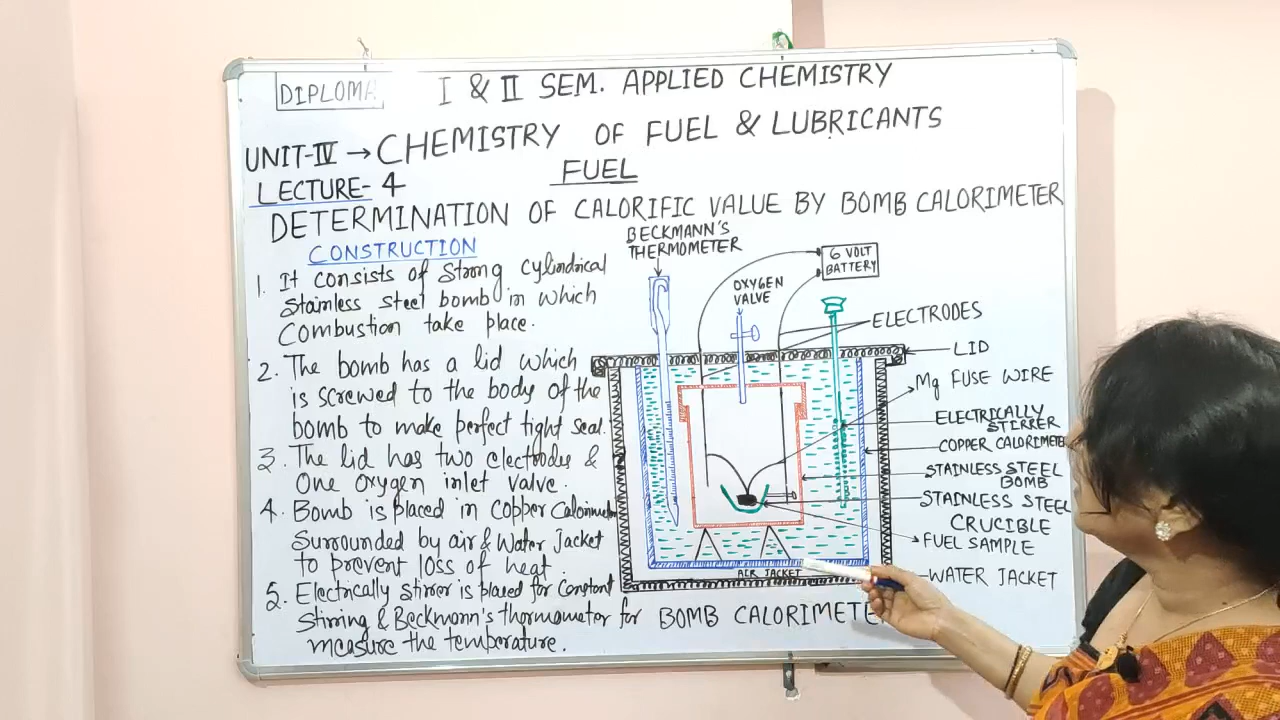 DIPLOMA
I & II SEM. APPLIED CHEMISTRY
UNIT-IV → CHEMISTRY OF FUEL & LUBRICANTS
LECTURE- 4
FUEL
DETERMINATION OF CALORIFIC VALUE BY BOMB CALORIMETER
CONSTRUCTION
1. It consists of Strong Cylindrical
Stainless steel bomb in which
Combustion take place.
2. The bomb has a lid which
is screwed to the body of the
bomb to make perfect tight seal.
3. The lid has two electrodes &
One oxygen inlet valve.
4. Bomb is placed in Copper Calorimeter
Surrounded by air & Water Jacket
to prevent loss of heat.
5. Electrically stirrer is placed for Constant
Stirring & Beckmann's thermometer for
measure the temperature.
BECKMANN'S
THERMOMETER
OXYGEN
VALVE
6 VOLT
BATTERY
ELECTRODES
LID
Mg FUSE WIRE
ELECTRICALLY
STIRRER
COPPER CALORIMETER
STAINLESS STEEL
BOMB
STAINLESS STEEL
CRUCIBLE
FUEL SAMPLE
WATER JACKET
AIR JACKET
BOMB CALORIMETE